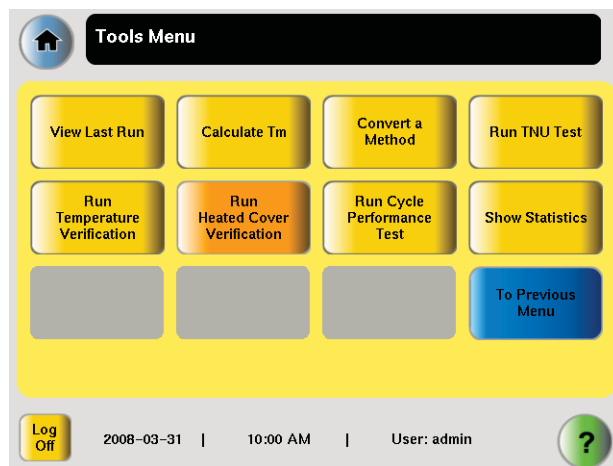 Tools Menu
View Last Run
Calculate Tm
Convert a
Method
Run TNU Test
Run
Temperature
Verification
Run
Heated Cover
Verification
Run Cycle
Performance
Test
Show Statistics
To Previous
Menu
Log
Off
2008-03-31 | 10:00 AM | User: admin
?